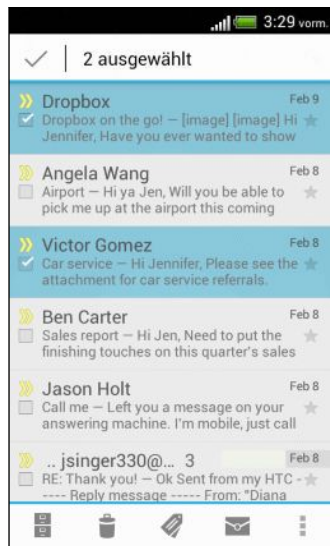 3:29 vorm.
2 ausgewählt
Dropbox Feb 9
Dropbox on the go! — [image] [image] Hi
Jennifer, Have you ever wanted to show
Angela Wang Feb 8
Airport — Hi ya Jen, Will you be able to
pick me up at the airport this coming
Victor Gomez Feb 8
Car service — Hi Jennifer, Please see the
attachment for car service referrals.
Ben Carter Feb 8
Sales report — Hi Jen, Need to put the
finishing touches on this quarter's sales
Jason Holt Feb 8
Call me — Left you a message on your
answering machine. I'm mobile, just call
.. jsinger330@... 3 Feb 8
RE: Thank you! — Ok Sent from my HTC -
---- Reply message ----- From: "Diana